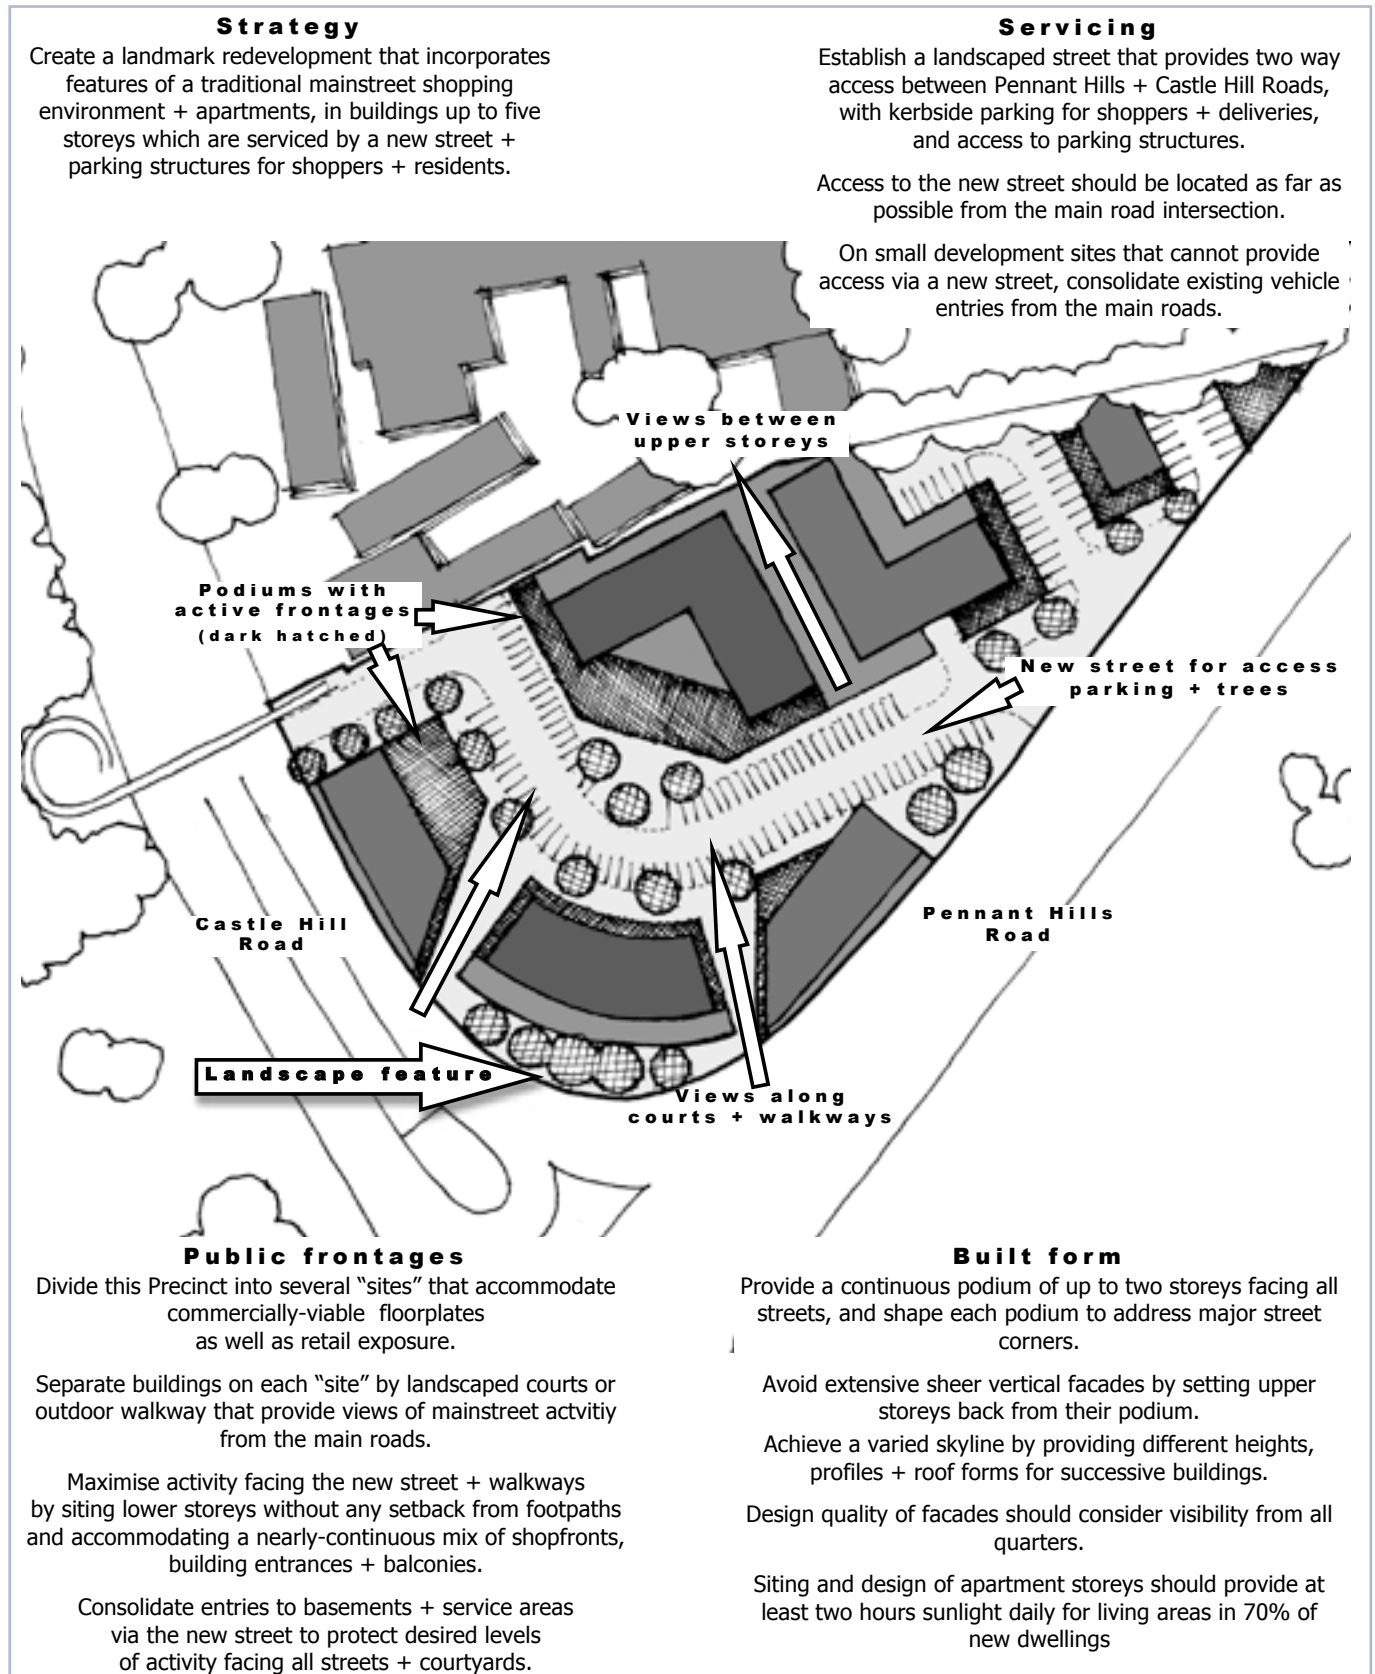 Strategy
Create a landmark redevelopment that incorporates
features of a traditional mainstreet shopping
environment + apartments, in buildings up to five
storeys which are serviced by a new street +
parking structures for shoppers + residents.
Servicing
Establish a landscaped street that provides two way
access between Pennant Hills + Castle Hill Roads,
with kerbside parking for shoppers + deliveries,
and access to parking structures.
Access to the new street should be located as far as
possible from the main road intersection.
On small development sites that cannot provide
access via a new street, consolidate existing vehicle
entries from the main roads.
Views between
upper storeys
Podiums with
active frontages
(dark hatched)
New street for access
parking + trees
Castle Hill
Road
Pennant Hills
Road
Landscape feature
Views along
courts + walkways
Public frontages
Divide this Precinct into several “sites” that accommodate
commercially-viable floorplates
as well as retail exposure.
Separate buildings on each “site” by landscaped courts or
outdoor walkway that provide views of mainstreet actvitiy
from the main roads.
Maximise activity facing the new street + walkways
by siting lower storeys without any setback from footpaths
and accommodating a nearly-continuous mix of shopfronts,
building entrances + balconies.
Consolidate entries to basements + service areas
via the new street to protect desired levels
of activity facing all streets + courtyards.
Built form
Provide a continuous podium of up to two storeys facing all
streets, and shape each podium to address major street
corners.
Avoid extensive sheer vertical facades by setting upper
storeys back from their podium.
Achieve a varied skyline by providing different heights,
profiles + roof forms for successive buildings.
Design quality of facades should consider visibility from all
quarters.
Siting and design of apartment storeys should provide at
least two hours sunlight daily for living areas in 70% of
new dwellings